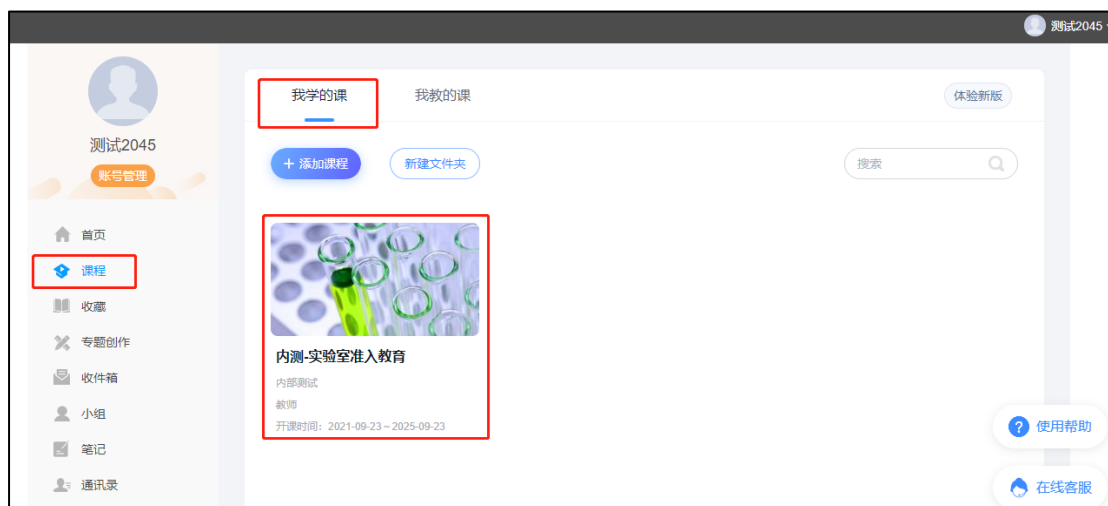 测试2045
测试2045
账号管理
首页
课程
收藏
专题创作
收件箱
小组
笔记
通讯录
我学的课 我教的课 体验新版
+ 添加课程 新建文件夹 搜索
内测-实验室准入教育
内部测试
教师
开课时间：2021-09-23～2025-09-23
? 使用帮助
在线客服